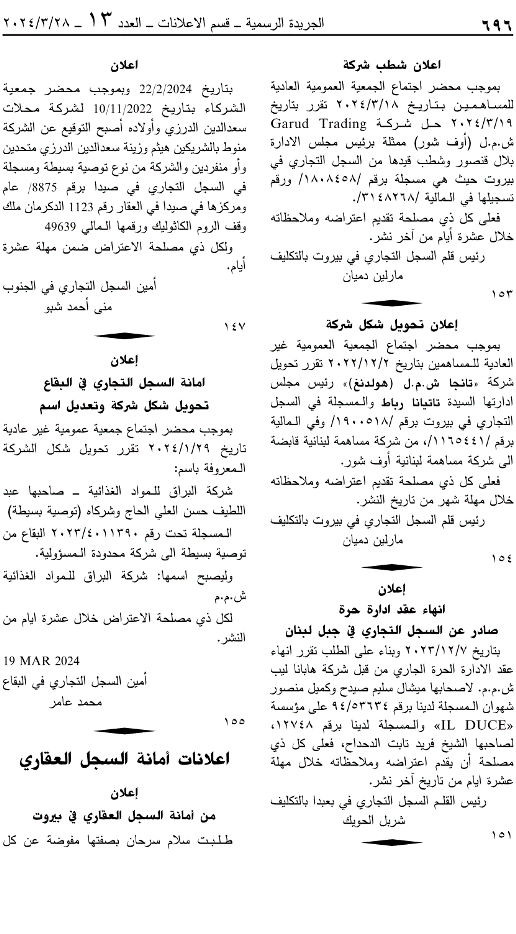 ٦٩٦
الجريدة الرسمية – قسم الاعلانات – العدد ١٣ – ٢٠٢٤/٣/٢٨
اعلان شطب شركة
بموجب محضر اجتماع الجمعية العمومية العادية
للمساهمين بتاريخ ٢٠٢٤/٣/١٨ تقرر بتاريخ
٢٠٢٤/٣/١٩ حل شركة Garud Trading
ش.م.ل (أوف شور) ممثلة برئيس مجلس الادارة
بلال قنصور وشطب قيدها من السجل التجاري في
بيروت حيث هي مسجلة برقم /١٨٠٨٤٥٨/ ورقم
تسجيلها في المالية /٣١٤٨٢٦٨/.
فعلى كل ذي مصلحة تقديم اعتراضه وملاحظاته
خلال عشرة أيام من آخر نشر.
رئيس قلم السجل التجاري في بيروت بالتكليف
مارلين دميان
١٥٣
إعلان تحويل شكل شركة
بموجب محضر اجتماع الجمعية العمومية غير
العادية للمساهمين بتاريخ ٢٠٢٢/١٢/٢ تقرر تحويل
شركة «تانجا ش.م.ل (هولدنغ)» رئيس مجلس
ادارتها السيدة تاتيانا رباط والمسجلة في السجل
التجاري في بيروت برقم /١٩٠٠٥١٨/ وفي المالية
برقم /١١٦٥٤٤١/، من شركة مساهمة لبنانية قابضة
الى شركة مساهمة لبنانية أوف شور.
فعلى كل ذي مصلحة تقديم اعتراضه وملاحظاته
خلال مهلة شهر من تاريخ النشر.
رئيس قلم السجل التجاري في بيروت بالتكليف
مارلين دميان
١٥٤
إعلان
انهاء عقد ادارة حرة
صادر عن السجل التجاري في جبل لبنان
بتاريخ ٢٠٢٣/١٢/٧ وبناء على الطلب تقرر انهاء
عقد الادارة الحرة الجاري من قبل شركة هابانا ليب
ش.م.م. لاصحابها ميشال سليم صيدح وكميل منصور
شهوان المسجلة لدينا برقم ٩٤/٥٣٦٣٤ على مؤسسة
«IL DUCE» والمسجلة لدينا برقم ١٢٧٤٨،
لصاحبها الشيخ فريد ثابت الدحداح، فعلى كل ذي
مصلحة أن يقدم اعتراضه وملاحظاته خلال مهلة
عشرة ايام من تاريخ آخر نشر.
رئيس القلم السجل التجاري في بعبدا بالتكليف
شربل الحويك
١٥١
اعلان
بتاريخ 22/2/2024 وبموجب محضر جمعية
الشركاء بتاريخ 10/11/2022 لشركة محلات
سعدالدين الدرزي وأولاده أصبح التوقيع عن الشركة
منوط بالشريكين هيثم وزينة سعدالدين الدرزي متحدين
وأو منفردين والشركة من نوع توصية بسيطة ومسجلة
في السجل التجاري في صيدا برقم /8875 عام
ومركزها في صيدا في العقار رقم 1123 الدكرمان ملك
وقف الروم الكاثوليك ورقمها المالي 49639
ولكل ذي مصلحة الاعتراض ضمن مهلة عشرة
أيام.
أمين السجل التجاري في الجنوب
منى أحمد شبو
١٤٧
إعلان
امانة السجل التجاري في البقاع
تحويل شكل شركة وتعديل اسم
بموجب محضر اجتماع جمعية عمومية غير عادية
تاريخ ٢٠٢٤/١/٢٩ تقرر تحويل شكل الشركة
المعروفة باسم:
شركة البراق للمواد الغذائية – صاحبها عبد
اللطيف حسن العلي الحاج وشركاه (توصية بسيطة)
المسجلة تحت رقم ٢٠٢٣/٤٠١١٣٩٠ البقاع من
توصية بسيطة الى شركة محدودة المسؤولية.
وليصبح اسمها: شركة البراق للمواد الغذائية
ش.م.م
لكل ذي مصلحة الاعتراض خلال عشرة ايام من
النشر.
19 MAR 2024
أمين السجل التجاري في البقاع
محمد عامر
١٥٥
اعلانات أمانة السجل العقاري
إعلان
من أمانة السجل العقاري في بيروت
طلبت سلام سرحان بصفتها مفوضة عن كل